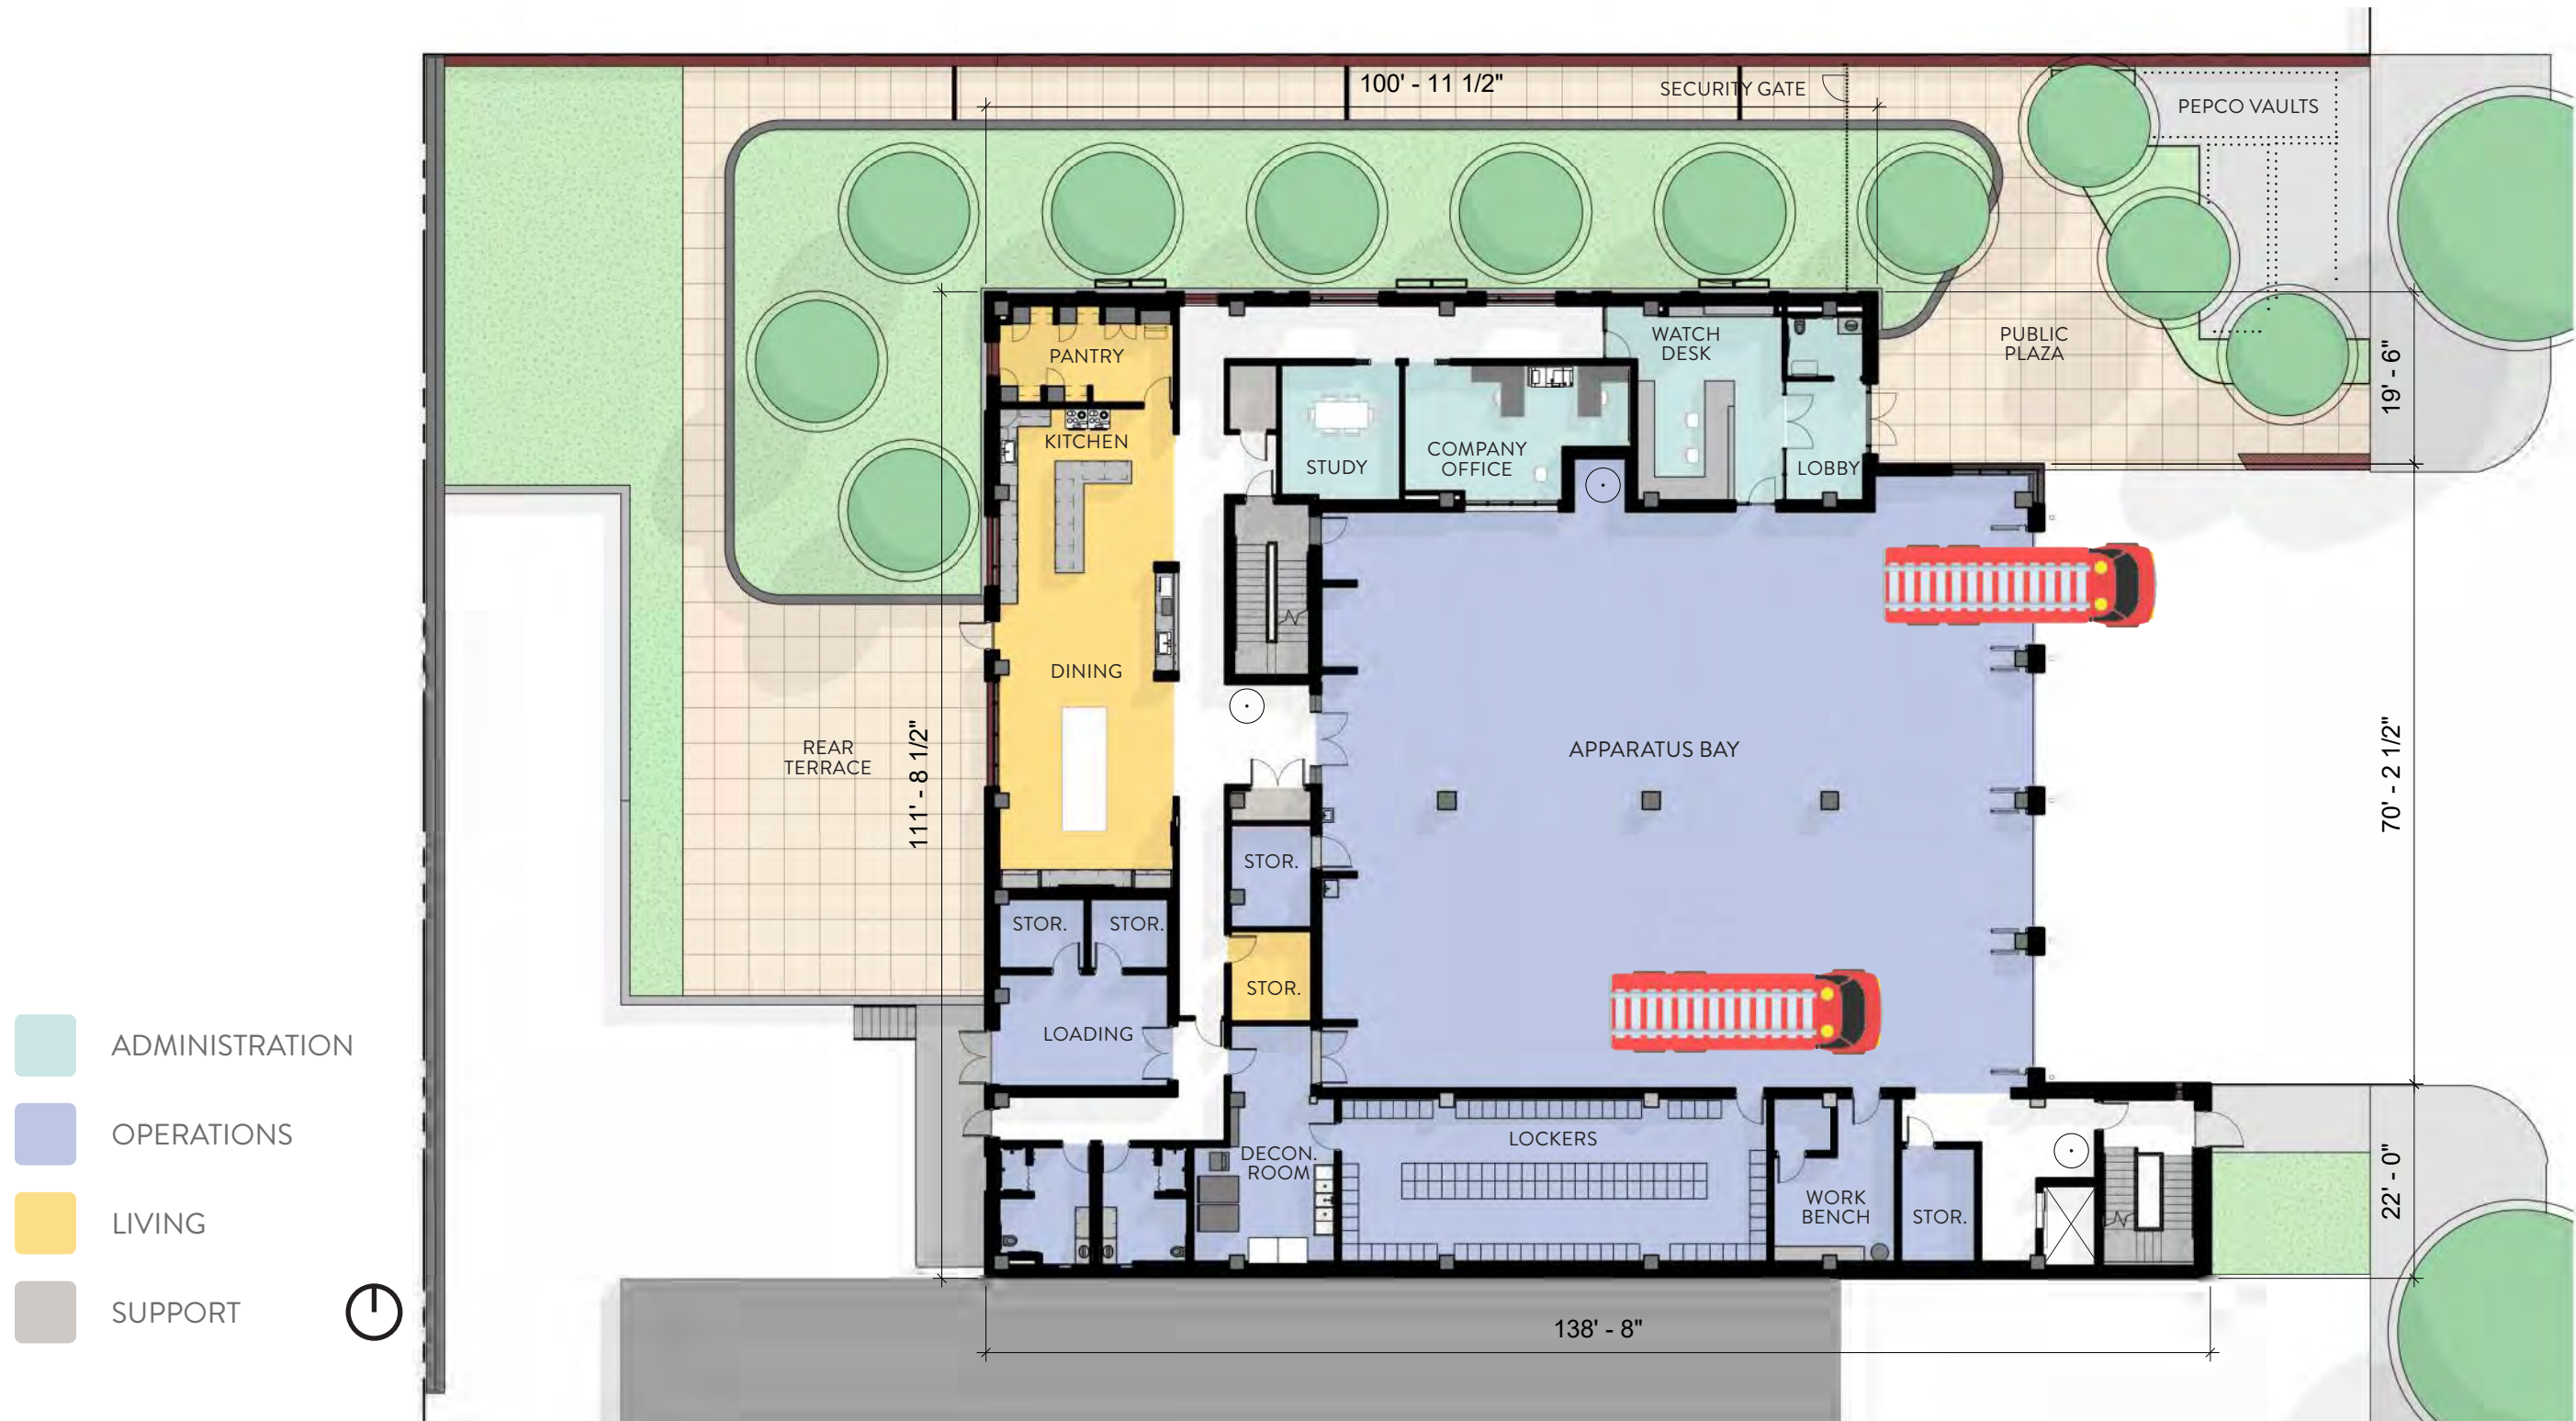 100' - 11 1/2"
SECURITY GATE
PEPCO VAULTS
WATCH
DESK
PUBLIC
PLAZA
19' - 6"
PANTRY
KITCHEN
STUDY
COMPANY
OFFICE
LOBBY
DINING
REAR
TERRACE
111' - 8 1/2"
APPARATUS BAY
70' - 2 1/2"
STOR.
STOR.
STOR.
STOR.
LOADING
LOCKERS
DECON.
ROOM
WORK
BENCH
STOR.
22' - 0"
138' - 8"
ADMINISTRATION
OPERATIONS
LIVING
SUPPORT